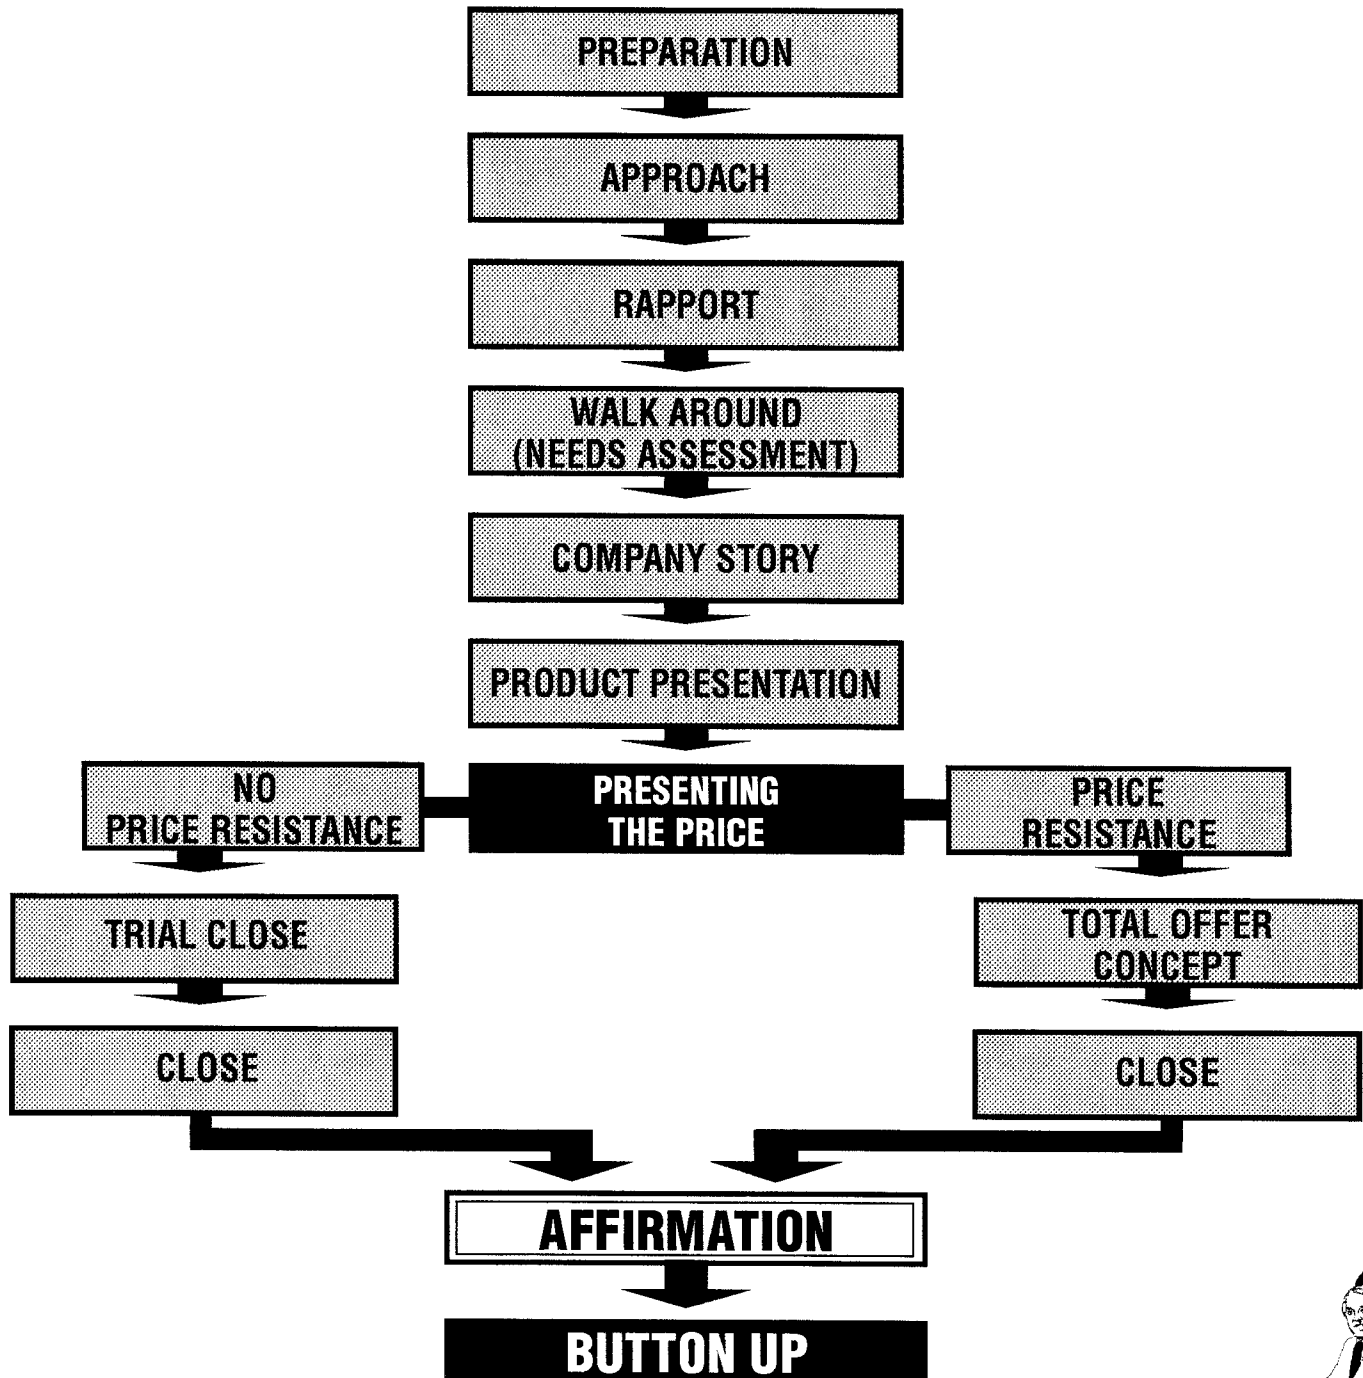 PREPARATION
APPROACH
RAPPORT
WALK AROUND
(NEEDS ASSESSMENT)
COMPANY STORY
PRODUCT PRESENTATION
NO
PRICE RESISTANCE
PRESENTING
THE PRICE
PRICE
RESISTANCE
TRIAL CLOSE
TOTAL OFFER
CONCEPT
CLOSE
CLOSE
AFFIRMATION
BUTTON UP